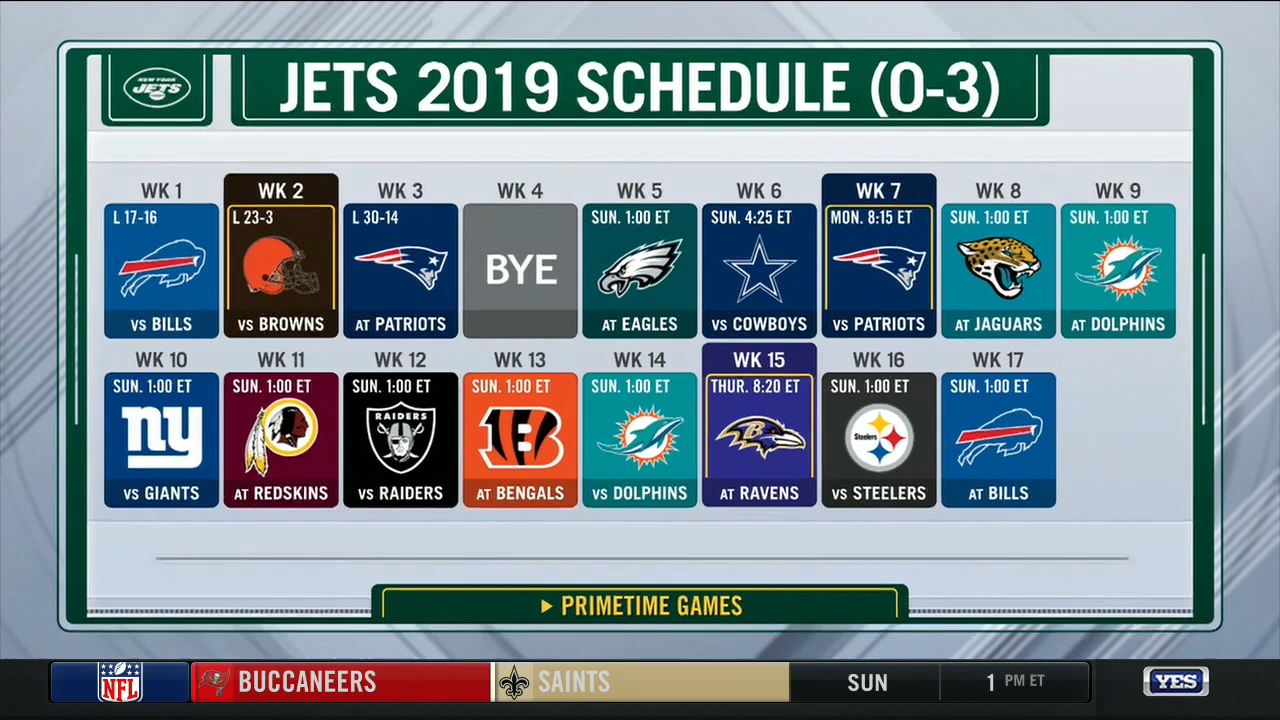 NEW YORK
JETS
JETS 2019 SCHEDULE (0-3)
WK 1
L 17-16
VS BILLS
WK 2
L 23-3
VS BROWNS
WK 3
L 30-14
AT PATRIOTS
WK 4
BYE
WK 5
SUN. 1:00 ET
AT EAGLES
WK 6
SUN. 4:25 ET
VS COWBOYS
WK 7
MON. 8:15 ET
VS PATRIOTS
WK 8
SUN. 1:00 ET
AT JAGUARS
WK 9
SUN. 1:00 ET
AT DOLPHINS
WK 10
SUN. 1:00 ET
ny
VS GIANTS
WK 11
SUN. 1:00 ET
AT REDSKINS
WK 12
SUN. 1:00 ET
RAIDERS
VS RAIDERS
WK 13
SUN. 1:00 ET
B
AT BENGALS
WK 14
SUN. 1:00 ET
VS DOLPHINS
WK 15
THUR. 8:20 ET
B
AT RAVENS
WK 16
SUN. 1:00 ET
Steelers
VS STEELERS
WK 17
SUN. 1:00 ET
AT BILLS
PRIMETIME GAMES
NFL BUCCANEERS SAINTS SUN 1 PM ET YES